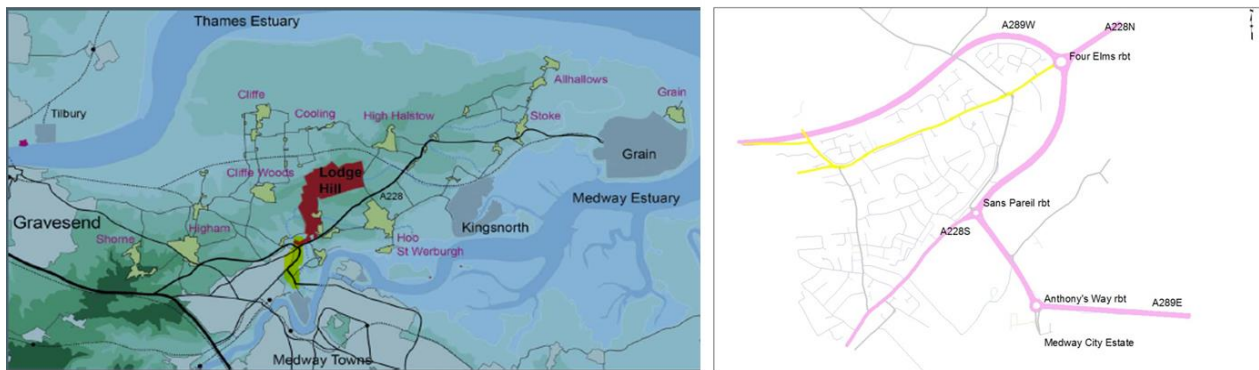 Thames Estuary
Allhallows
Tilbury
Cliffe
Cooling
High Halstow
Grain
Stoke
Grain
Cliffe Woods
Lodge
Hill
A228
Medway Estuary
Gravesend
Kingsnorth
Shorne
Higham
Hoo
St Werburgh
Medway Towns
A289W
A228N
Four Elms rbt
Sans Pareil rbt
A228S
Anthony's Way rbt
A289E
Medway City Estate